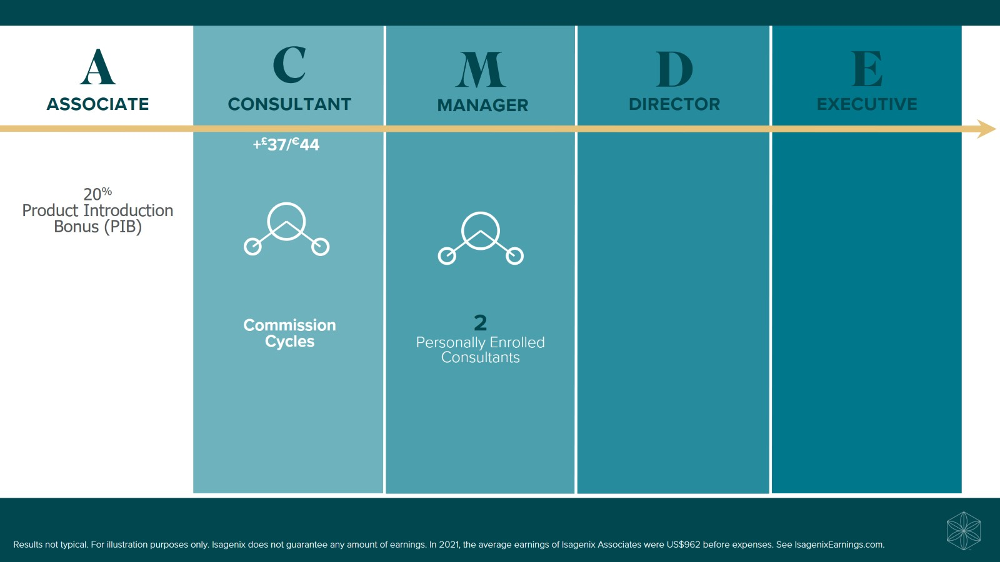 A
ASSOCIATE
20%
Product Introduction
Bonus (PIB)
C
CONSULTANT
+£37/€44
Commission
Cycles
M
MANAGER
2
Personally Enrolled
Consultants
D
DIRECTOR
E
EXECUTIVE
Results not typical. For illustration purposes only. Isagenix does not guarantee any amount of earnings. In 2021, the average earnings of Isagenix Associates were US$962 before expenses. See IsagenixEarnings.com.